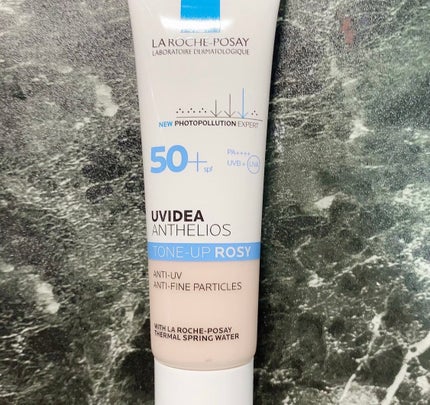 LA ROCHE-POSAY
LABORATOIRE DERMATOLOGIQUE
NEW PHOTOPOLLUTION EXPERT
50+ spf
PA++++
UVB+ UVA
UVIDEA
ANTHELIOS
TONE-UP ROSY
ANTI-UV
ANTI-FINE PARTICLES
WITH LA ROCHE-POSAY
THERMAL SPRING WATER